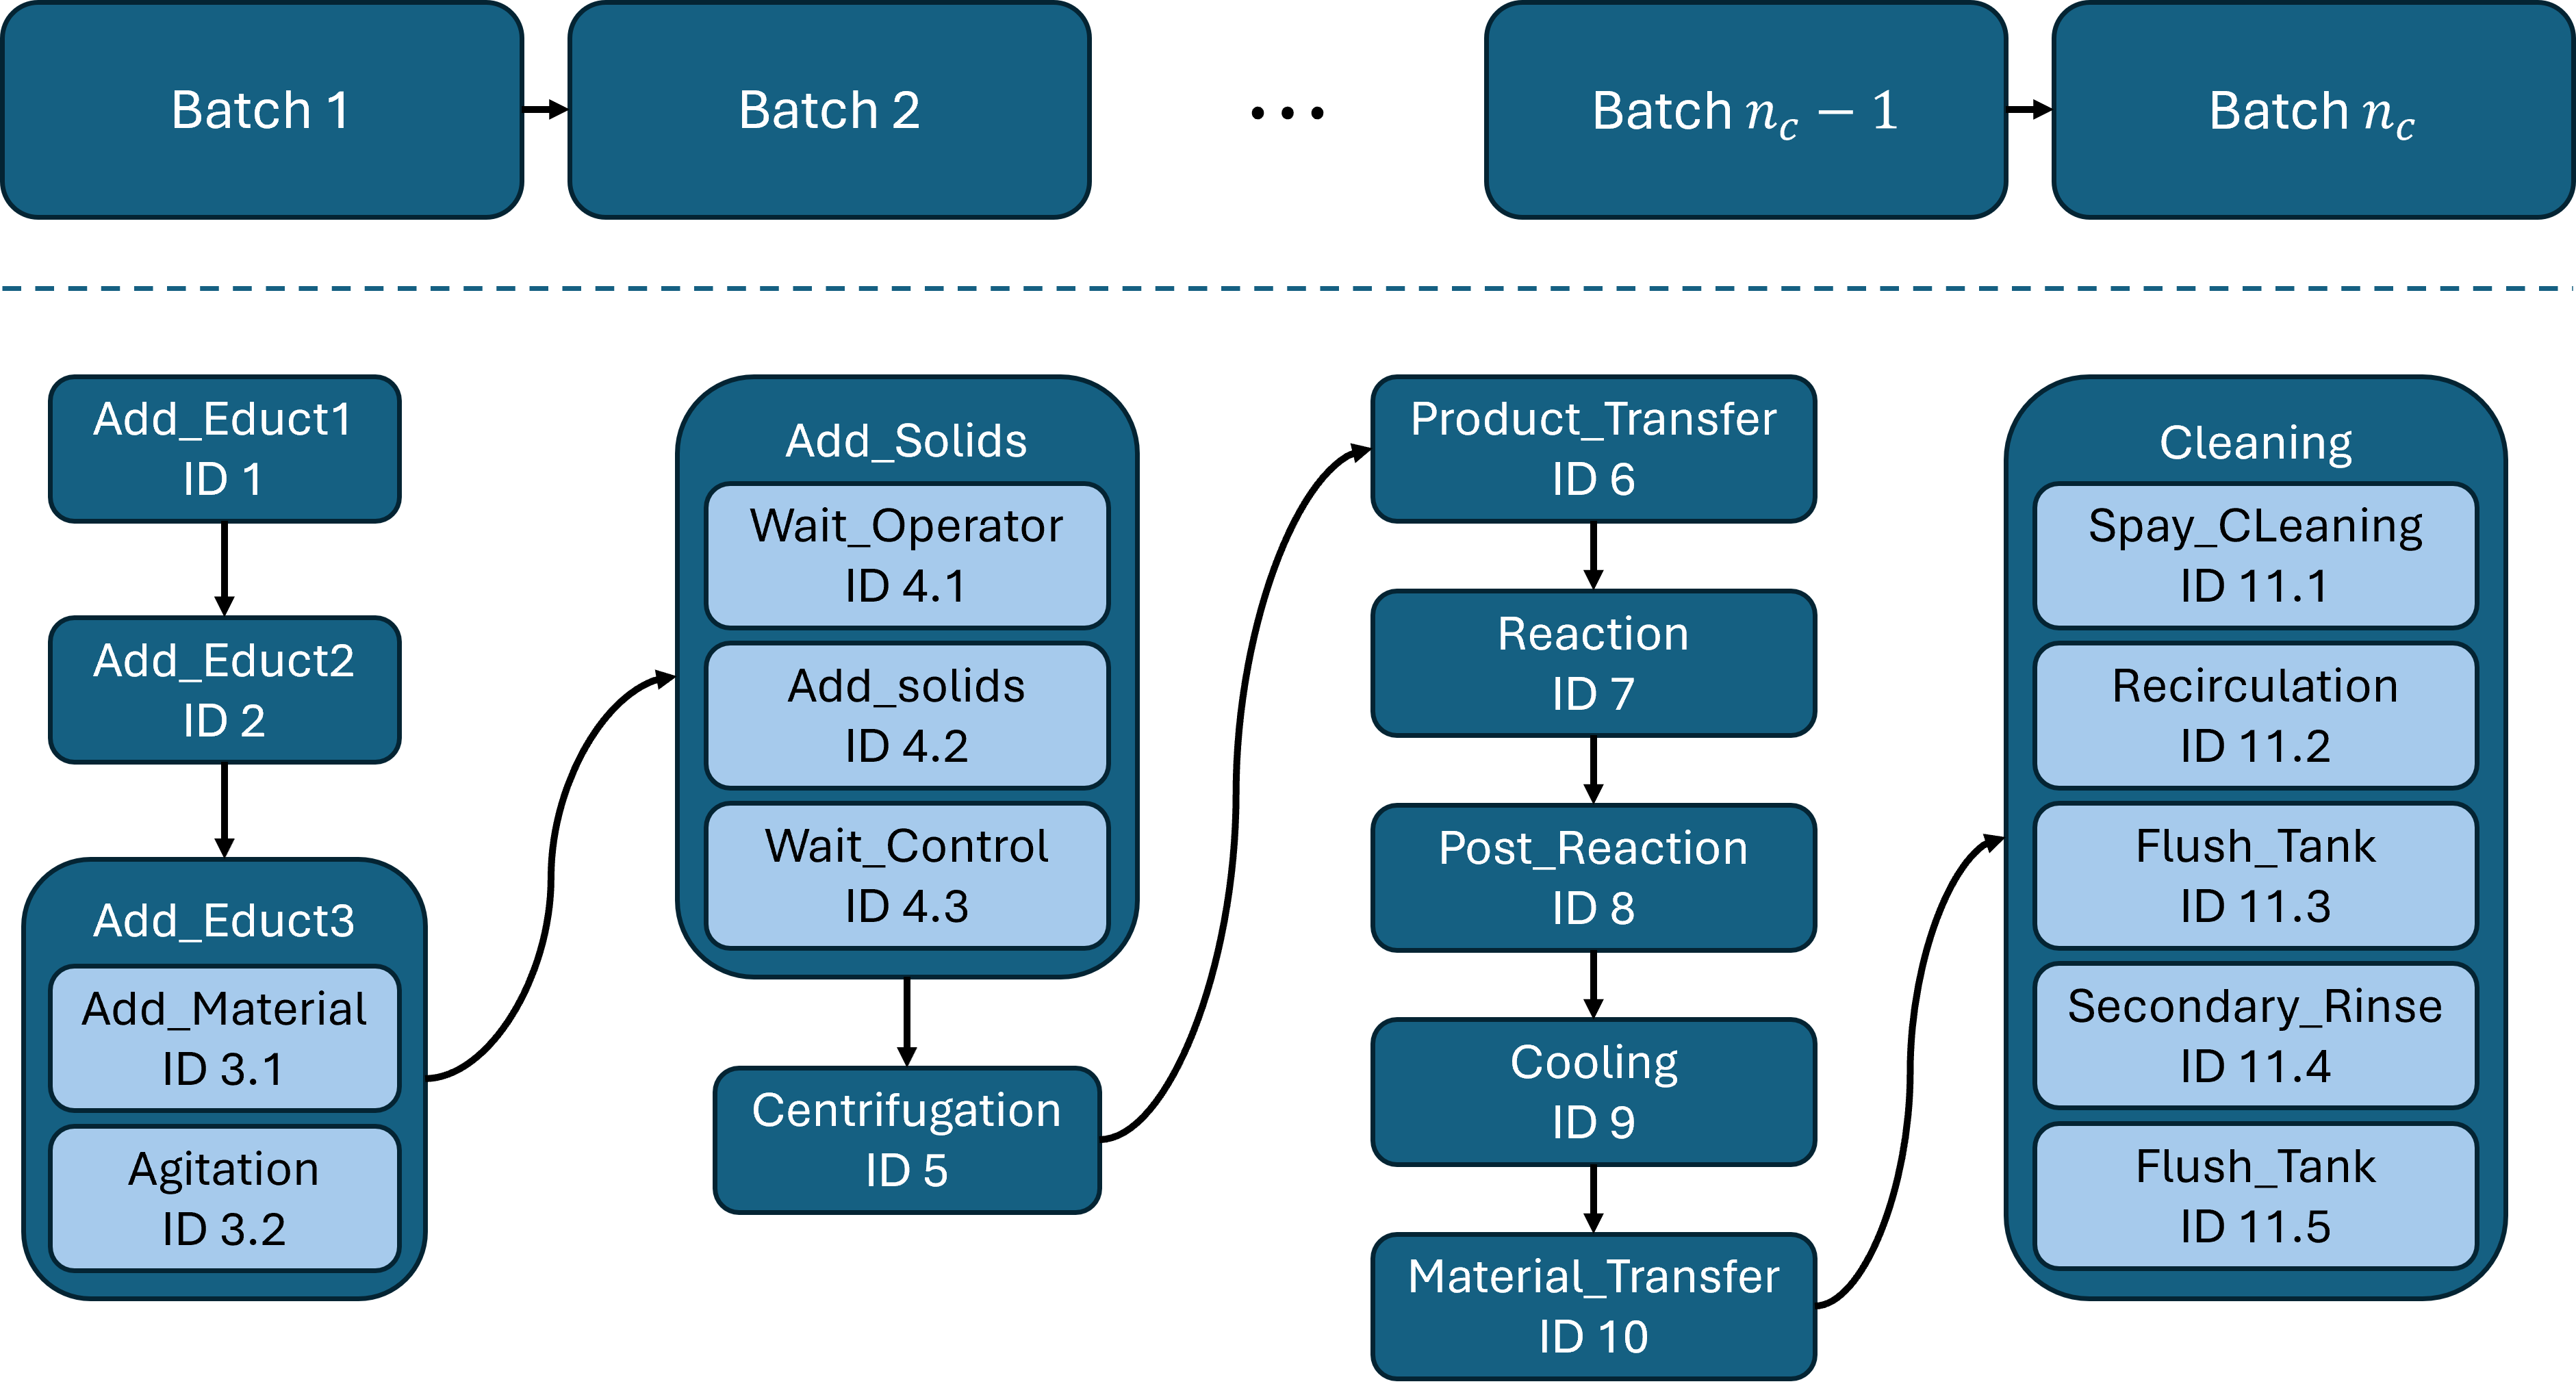 Batch 1
Batch 2
...
Batch n_c − 1
Batch n_c
Add_Educt1
ID 1
Add_Educt2
ID 2
Add_Educt3
Add_Material
ID 3.1
Agitation
ID 3.2
Add_Solids
Wait_Operator
ID 4.1
Add_solids
ID 4.2
Wait_Control
ID 4.3
Centrifugation
ID 5
Product_Transfer
ID 6
Reaction
ID 7
Post_Reaction
ID 8
Cooling
ID 9
Material_Transfer
ID 10
Cleaning
Spay_CLeaning
ID 11.1
Recirculation
ID 11.2
Flush_Tank
ID 11.3
Secondary_Rinse
ID 11.4
Flush_Tank
ID 11.5